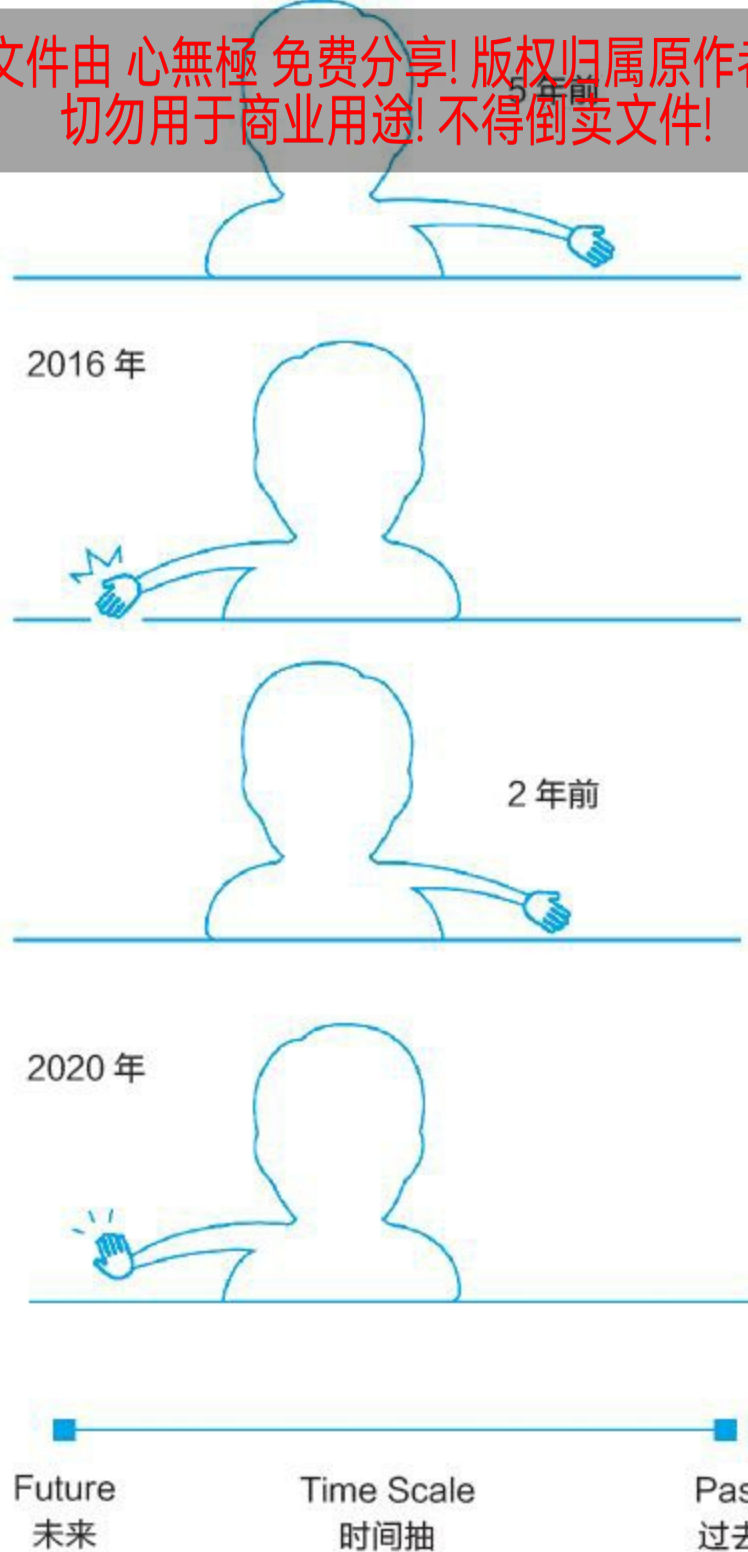 文件由 心無極 免费分享! 版权归属原作者
切勿用于商业用途! 不得倒卖文件!
5 年前
2016 年
2 年前
2020 年
Future
Time Scale
未来
时间抽
过去